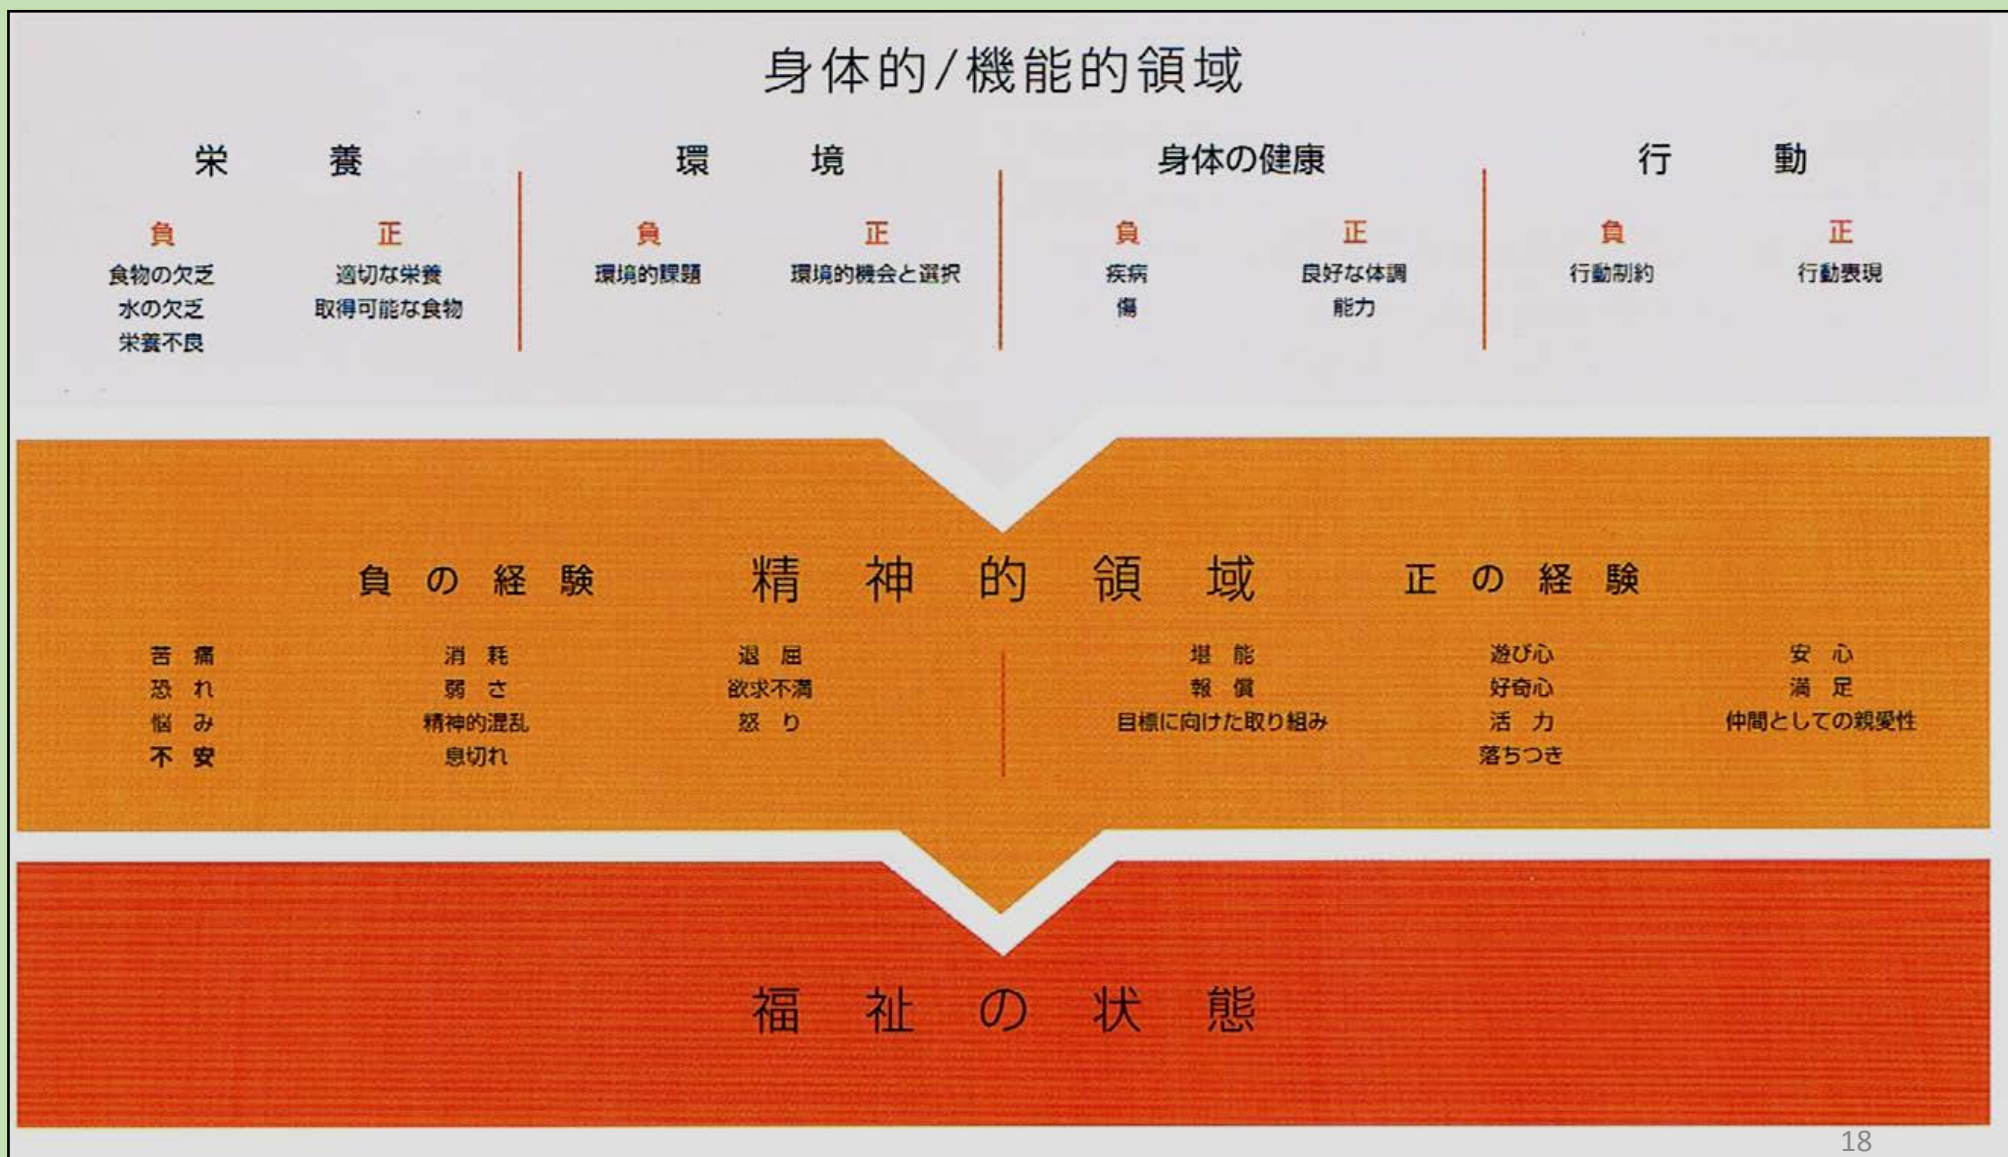 身体的/機能的領域
栄 養
負
食物の欠乏
水の欠乏
栄養不良
正
適切な栄養
取得可能な食物
環 境
負
環境的課題
正
環境的機会と選択
身体の健康
負
疾病
傷
正
良好な体調
能力
行 動
負
行動制約
正
行動表現
精神的領域
負の経験
苦痛
恐れ
悩み
不安
消耗
弱さ
精神的混乱
息切れ
退屈
欲求不満
怒り
正の経験
堪能
報償
目標に向けた取り組み
遊び心
好奇心
活力
落ちつき
安心
満足
仲間としての親愛性
福祉の状態
18